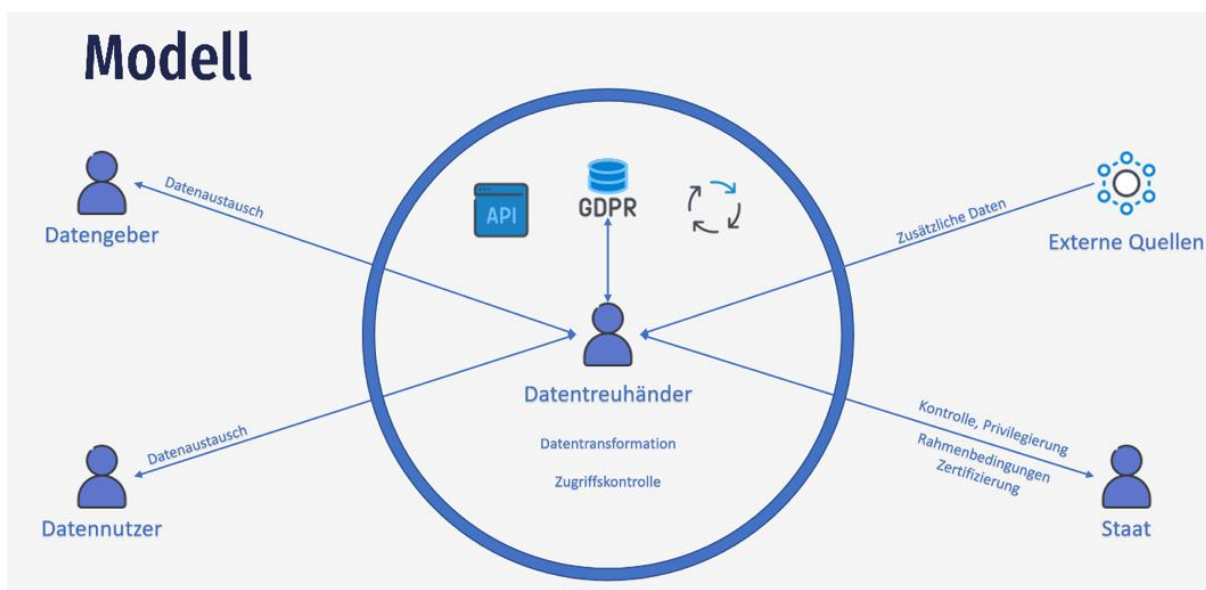 Modell
Datengeber
Datenaustausch
API
GDPR
Zusätzliche Daten
Externe Quellen
Datentreuhänder
Datentransformation
Zugriffskontrolle
Datenaustausch
Datennutzer
Kontrolle, Privilegierung
Rahmenbedingungen
Zertifizierung
Staat